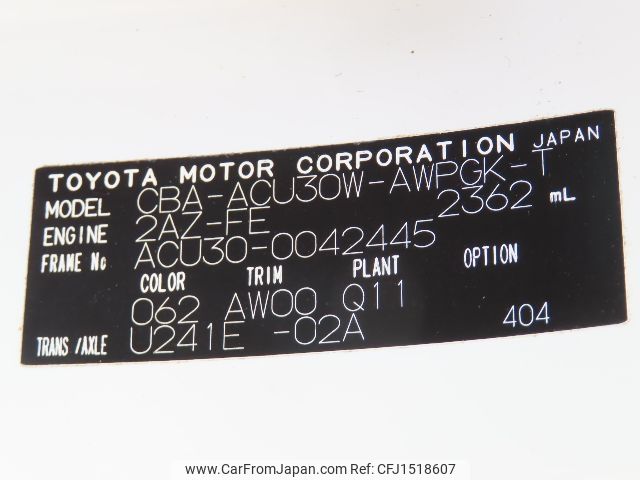 TOYOTA MOTOR CORPORATION JAPAN
MODEL CBA-ACU30W-AWPGK-T
ENGINE 2AZ-FE 2362 mL
FRAME No ACU30-0042445
COLOR TRIM PLANT OPTION
062 AW00 Q11
TRANS/AXLE U241E -02A 404
www.CarFromJapan.com - CFJ1518607